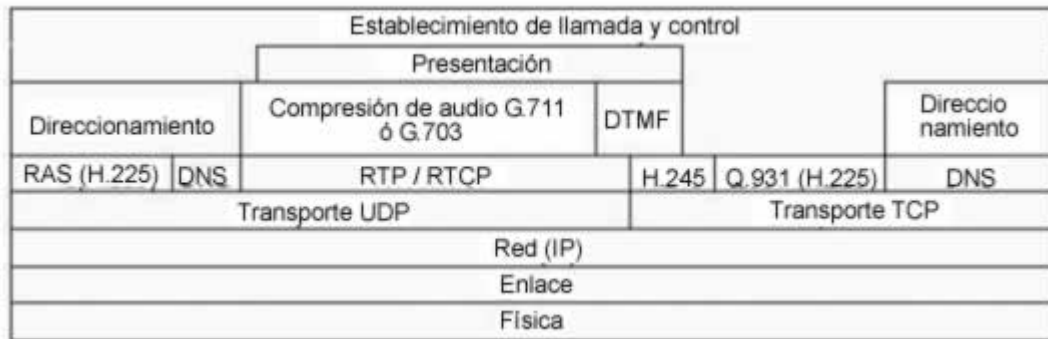 Establecimiento de llamada y control
Presentación
Direccionamiento
Compresión de audio G.711
ó G.703
DTMF
Direccio
namiento
RAS (H.225)
DNS
RTP / RTCP
H.245
Q.931 (H.225)
DNS
Transporte UDP
Transporte TCP
Red (IP)
Enlace
Física